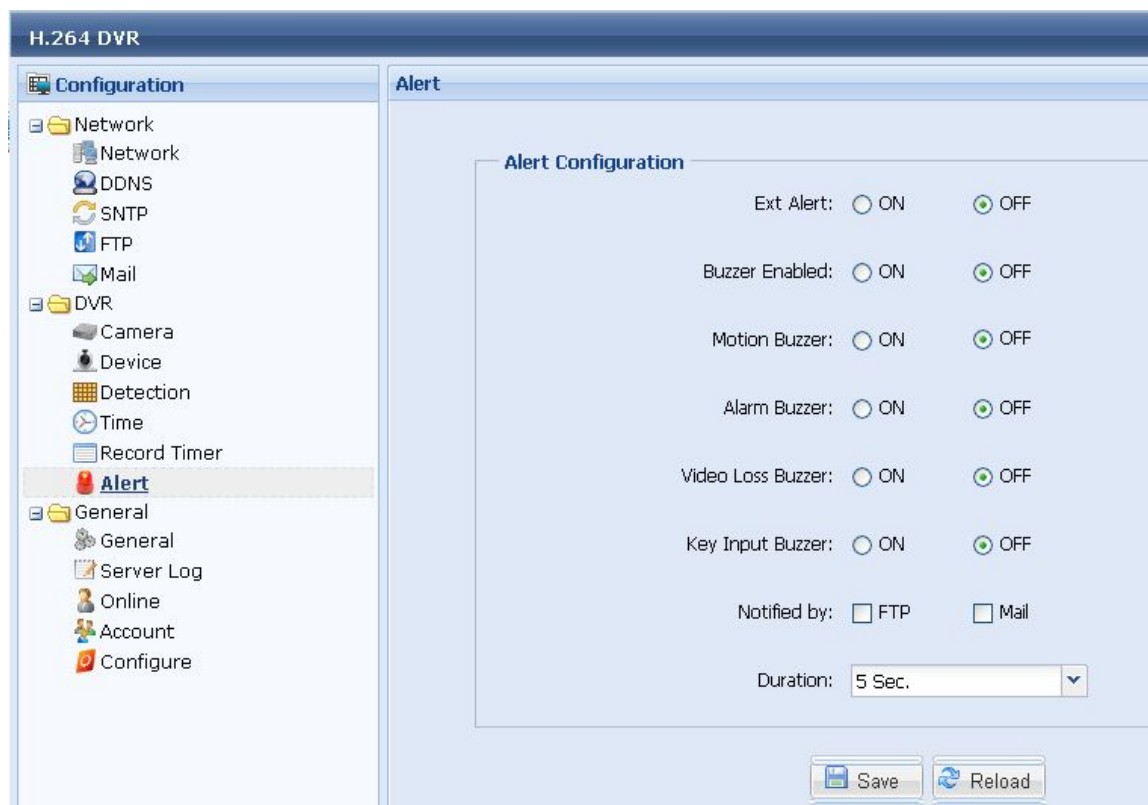 H.264 DVR
Configuration
Network
Network
DDNS
SNTP
FTP
Mail
DVR
Camera
Device
Detection
Time
Record Timer
Alert
General
General
Server Log
Online
Account
Configure
Alert
Alert Configuration
Ext Alert: ON OFF
Buzzer Enabled: ON OFF
Motion Buzzer: ON OFF
Alarm Buzzer: ON OFF
Video Loss Buzzer: ON OFF
Key Input Buzzer: ON OFF
Notified by: FTP Mail
Duration: 5 Sec.
Save Reload